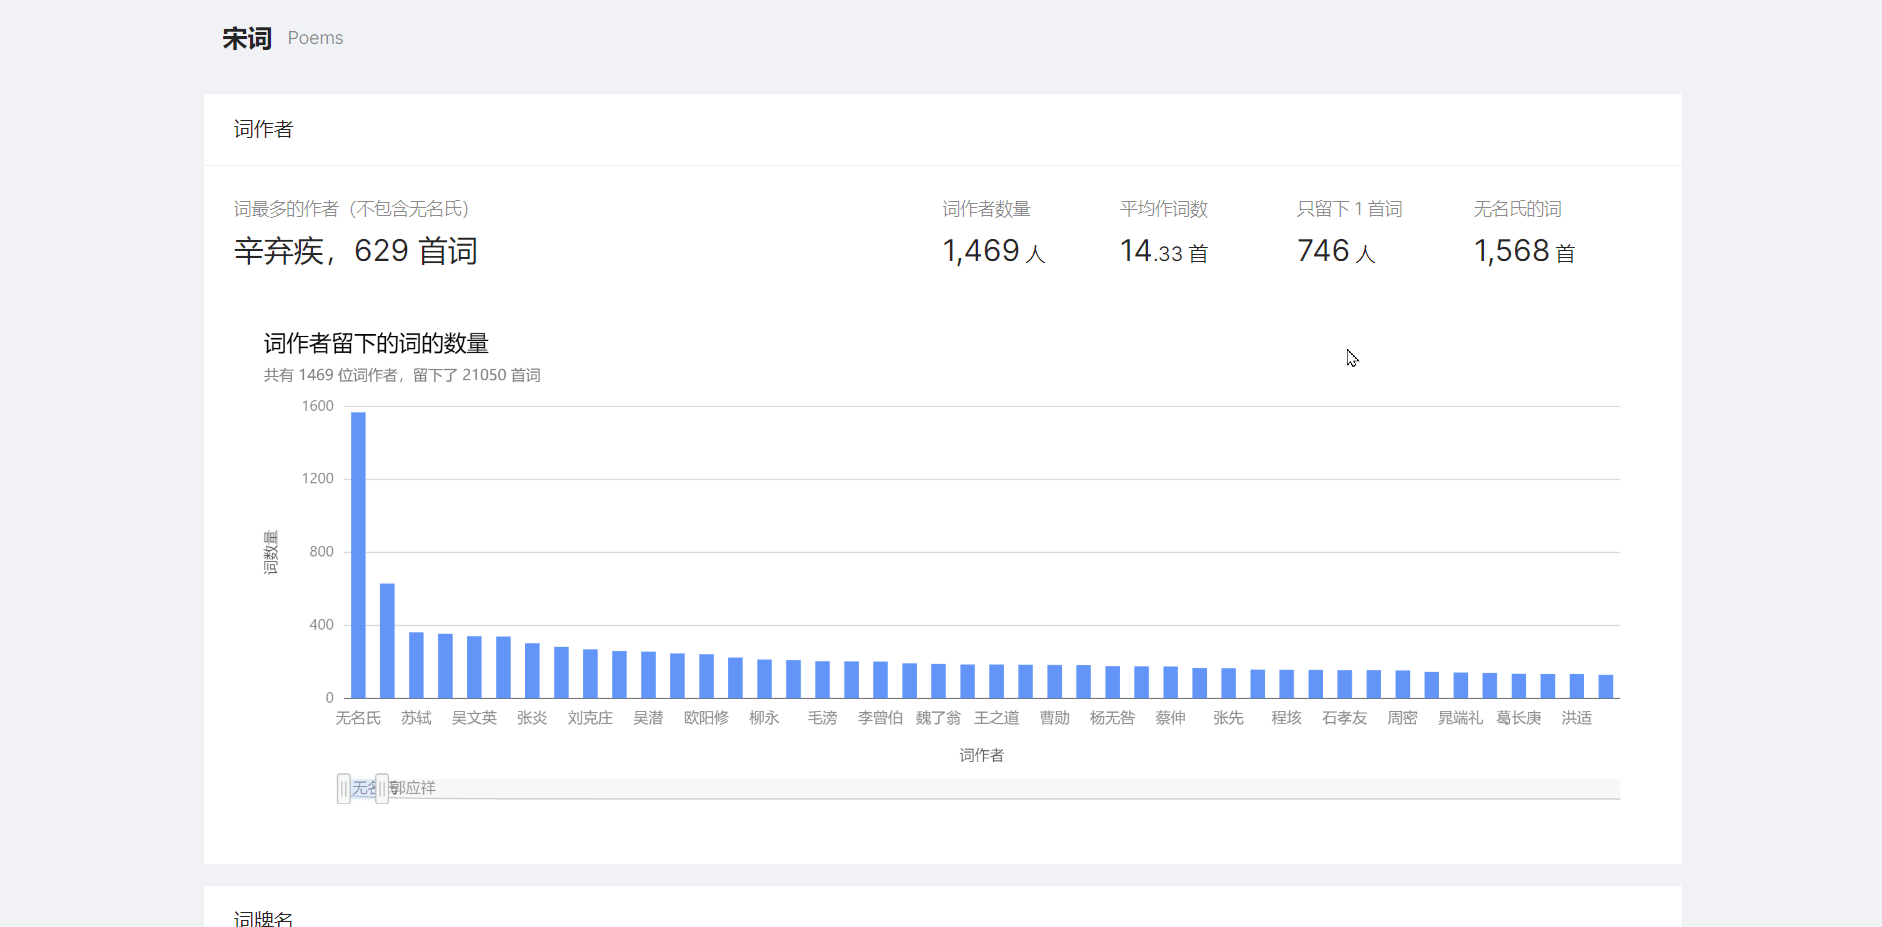 宋词 Poems
词作者
词最多的作者（不包含无名氏） 词作者数量 平均作词数 只留下 1 首词 无名氏的词
辛弃疾，629 首词 1,469 人 14.33 首 746 人 1,568 首
词作者留下的词的数量
共有 1469 位词作者，留下了 21050 首词
1600
1200
800
400
0
词数量
无名氏 苏轼 吴文英 张炎 刘克庄 吴潜 欧阳修 柳永 毛滂 李曾伯 魏了翁 王之道 曹勋 杨无咎 蔡伸 张先 程垓 石孝友 周密 晁端礼 葛长庚 洪适
词作者
郭应祥
词牌名